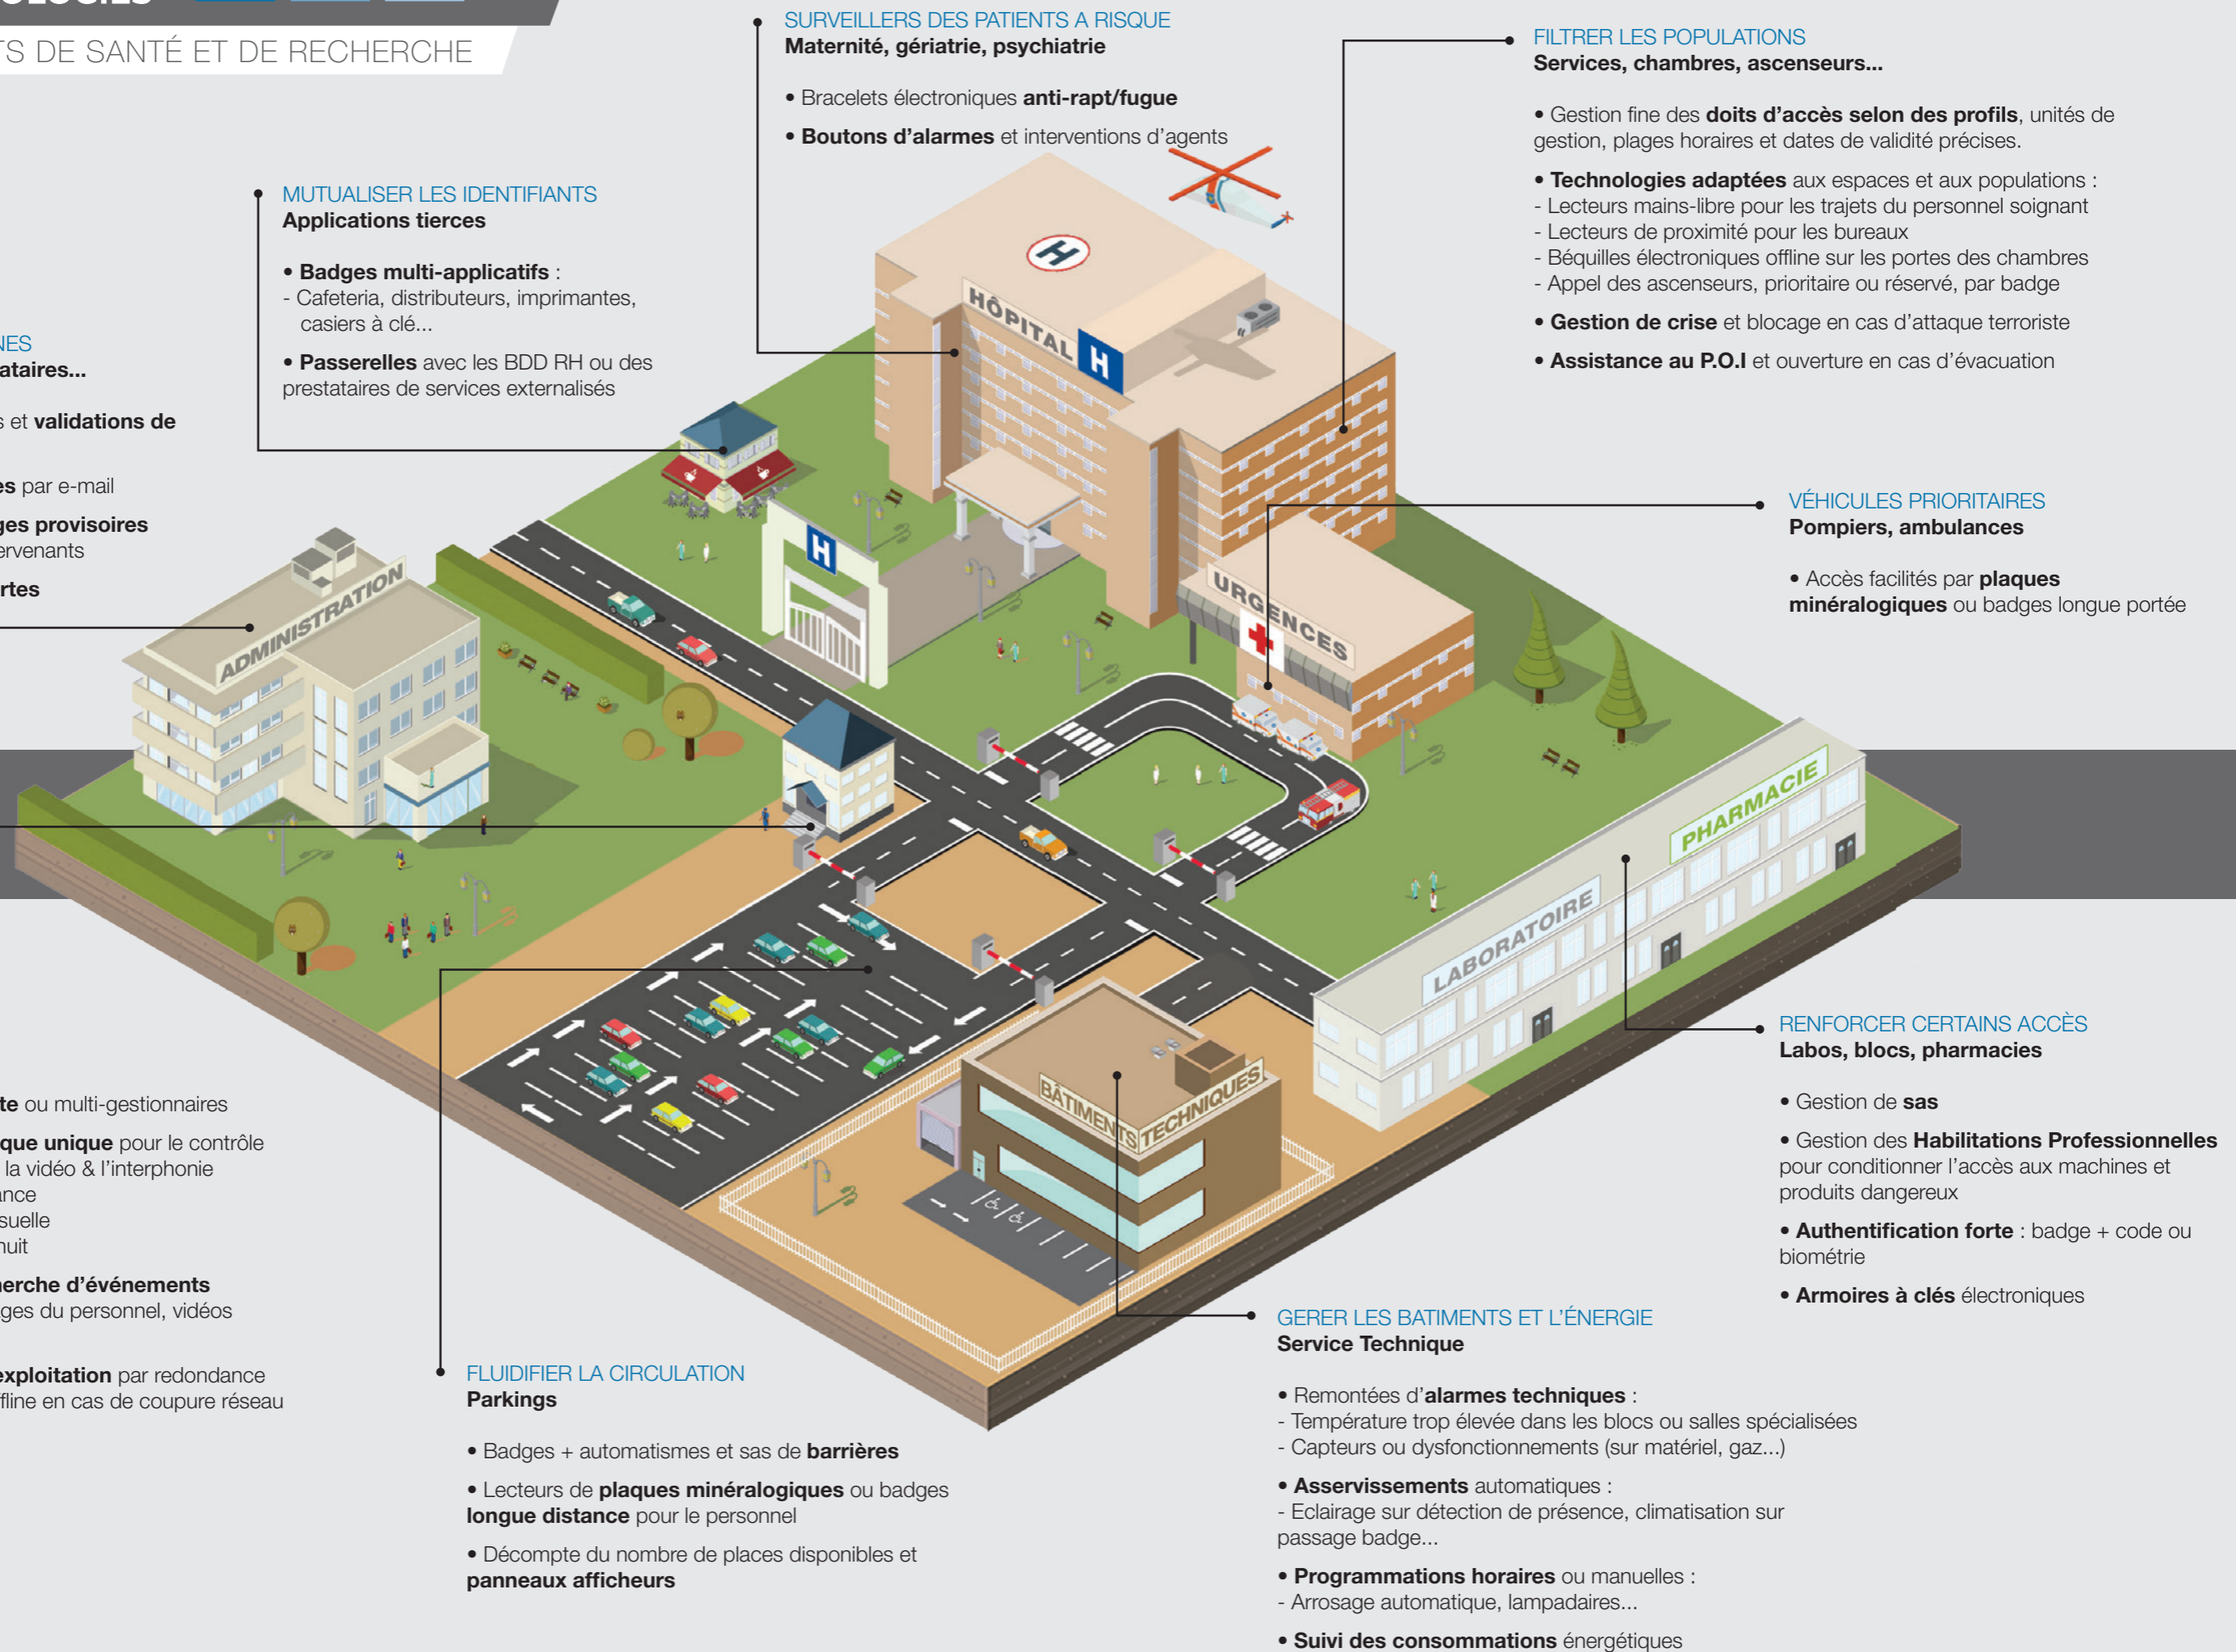 TS DE SANTÉ ET DE RECHERCHE
SURVEILLERS DES PATIENTS A RISQUE
Maternité, gériatrie, psychiatrie
• Bracelets électroniques anti-rapt/fugue
• Boutons d'alarmes et interventions d'agents
FILTRER LES POPULATIONS
Services, chambres, ascenseurs...
• Gestion fine des doits d'accès selon des profils, unités de
gestion, plages horaires et dates de validité précises.
• Technologies adaptées aux espaces et aux populations :
- Lecteurs mains-libre pour les trajets du personnel soignant
- Lecteurs de proximité pour les bureaux
- Béquilles électroniques offline sur les portes des chambres
- Appel des ascenseurs, prioritaire ou réservé, par badge
• Gestion de crise et blocage en cas d'attaque terroriste
• Assistance au P.O.I et ouverture en cas d'évacuation
MUTUALISER LES IDENTIFIANTS
Applications tierces
• Badges multi-applicatifs :
- Cafeteria, distributeurs, imprimantes,
casiers à clé...
• Passerelles avec les BDD RH ou des
prestataires de services externalisés
NES
ataires...
s et validations de
es par e-mail
ges provisoires
ervenants
rtes
VÉHICULES PRIORITAIRES
Pompiers, ambulances
• Accès facilités par plaques
minéralogiques ou badges longue portée
H
HÔPITAL
H
H
URGENCES
ADMINISTRATION
PHARMACIE
LABORATOIRE
BÂTIMENTS TECHNIQUES
te ou multi-gestionnaires
que unique pour le contrôle
la vidéo & l'interphonie
ance
suelle
nuit
herche d'événements
ages du personnel, vidéos
exploitation par redondance
ffline en cas de coupure réseau
RENFORCER CERTAINS ACCÈS
Labos, blocs, pharmacies
• Gestion de sas
• Gestion des Habilitations Professionnelles
pour conditionner l'accès aux machines et
produits dangereux
• Authentification forte : badge + code ou
biométrie
• Armoires à clés électroniques
FLUIDIFIER LA CIRCULATION
Parkings
• Badges + automatismes et sas de barrières
• Lecteurs de plaques minéralogiques ou badges
longue distance pour le personnel
• Décompte du nombre de places disponibles et
panneaux afficheurs
GERER LES BATIMENTS ET L'ÉNERGIE
Service Technique
• Remontées d'alarmes techniques :
- Température trop élevée dans les blocs ou salles spécialisées
- Capteurs ou dysfonctionnements (sur matériel, gaz...)
• Asservissements automatiques :
- Eclairage sur détection de présence, climatisation sur
passage badge...
• Programmations horaires ou manuelles :
- Arrosage automatique, lampadaires...
• Suivi des consommations énergétiques